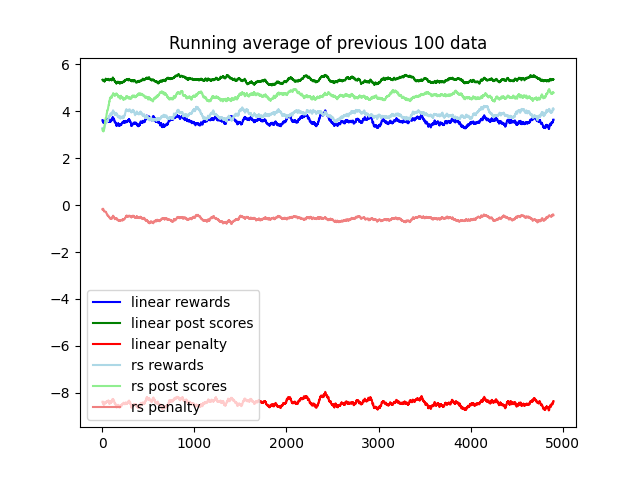 Running average of previous 100 data
6
4
2
0
−2
−4
−6
−8
linear rewards
linear post scores
linear penalty
rs rewards
rs post scores
rs penalty
0
1000
2000
3000
4000
5000